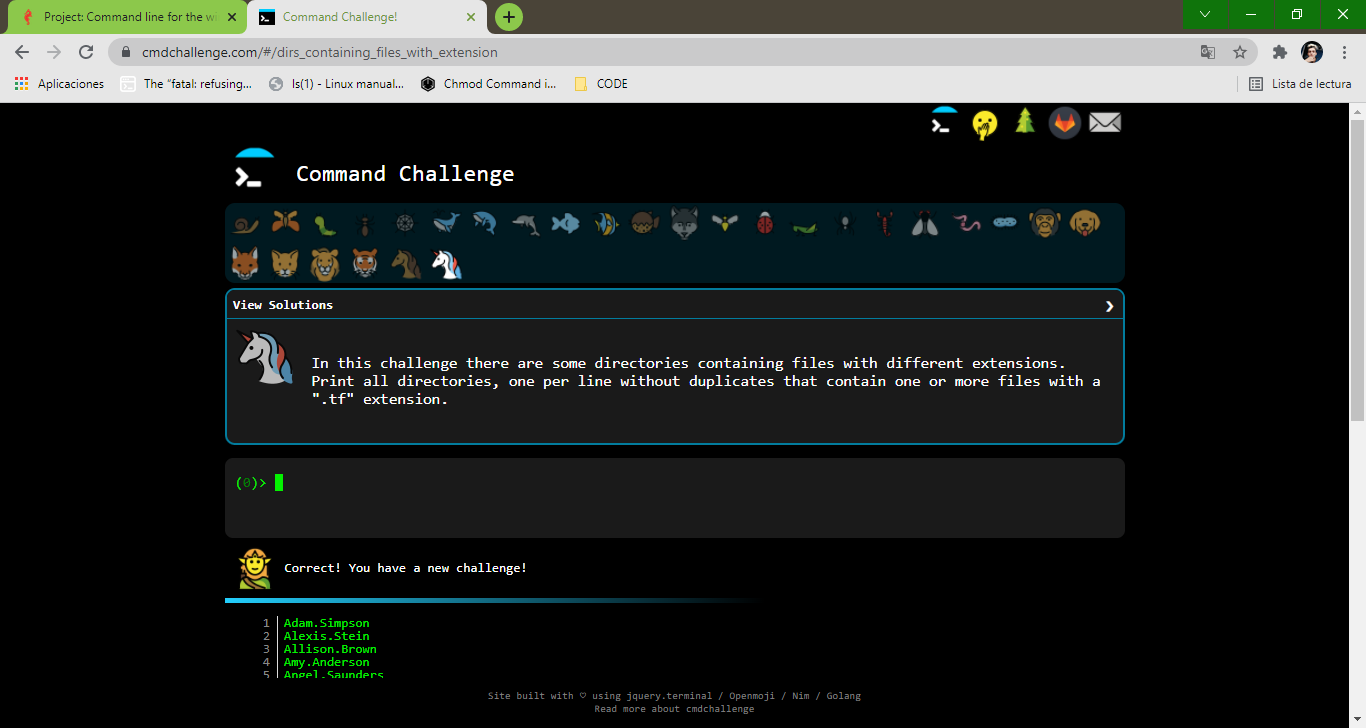 Project: Command line for the wi
Command Challenge!
cmdchallenge.com/#/dirs_containing_files_with_extension
Aplicaciones
The "fatal: refusing...
ls(1) - Linux manual...
Chmod Command i...
CODE
Lista de lectura
Command Challenge
View Solutions
In this challenge there are some directories containing files with different extensions.
Print all directories, one per line without duplicates that contain one or more files with a
".tf" extension.
(0)>
Correct! You have a new challenge!
1 Adam.Simpson
2 Alexis.Stein
3 Allison.Brown
4 Amy.Anderson
5 Angel.Saunders
Site built with ♡ using jquery.terminal / Openmoji / Nim / Golang
Read more about cmdchallenge